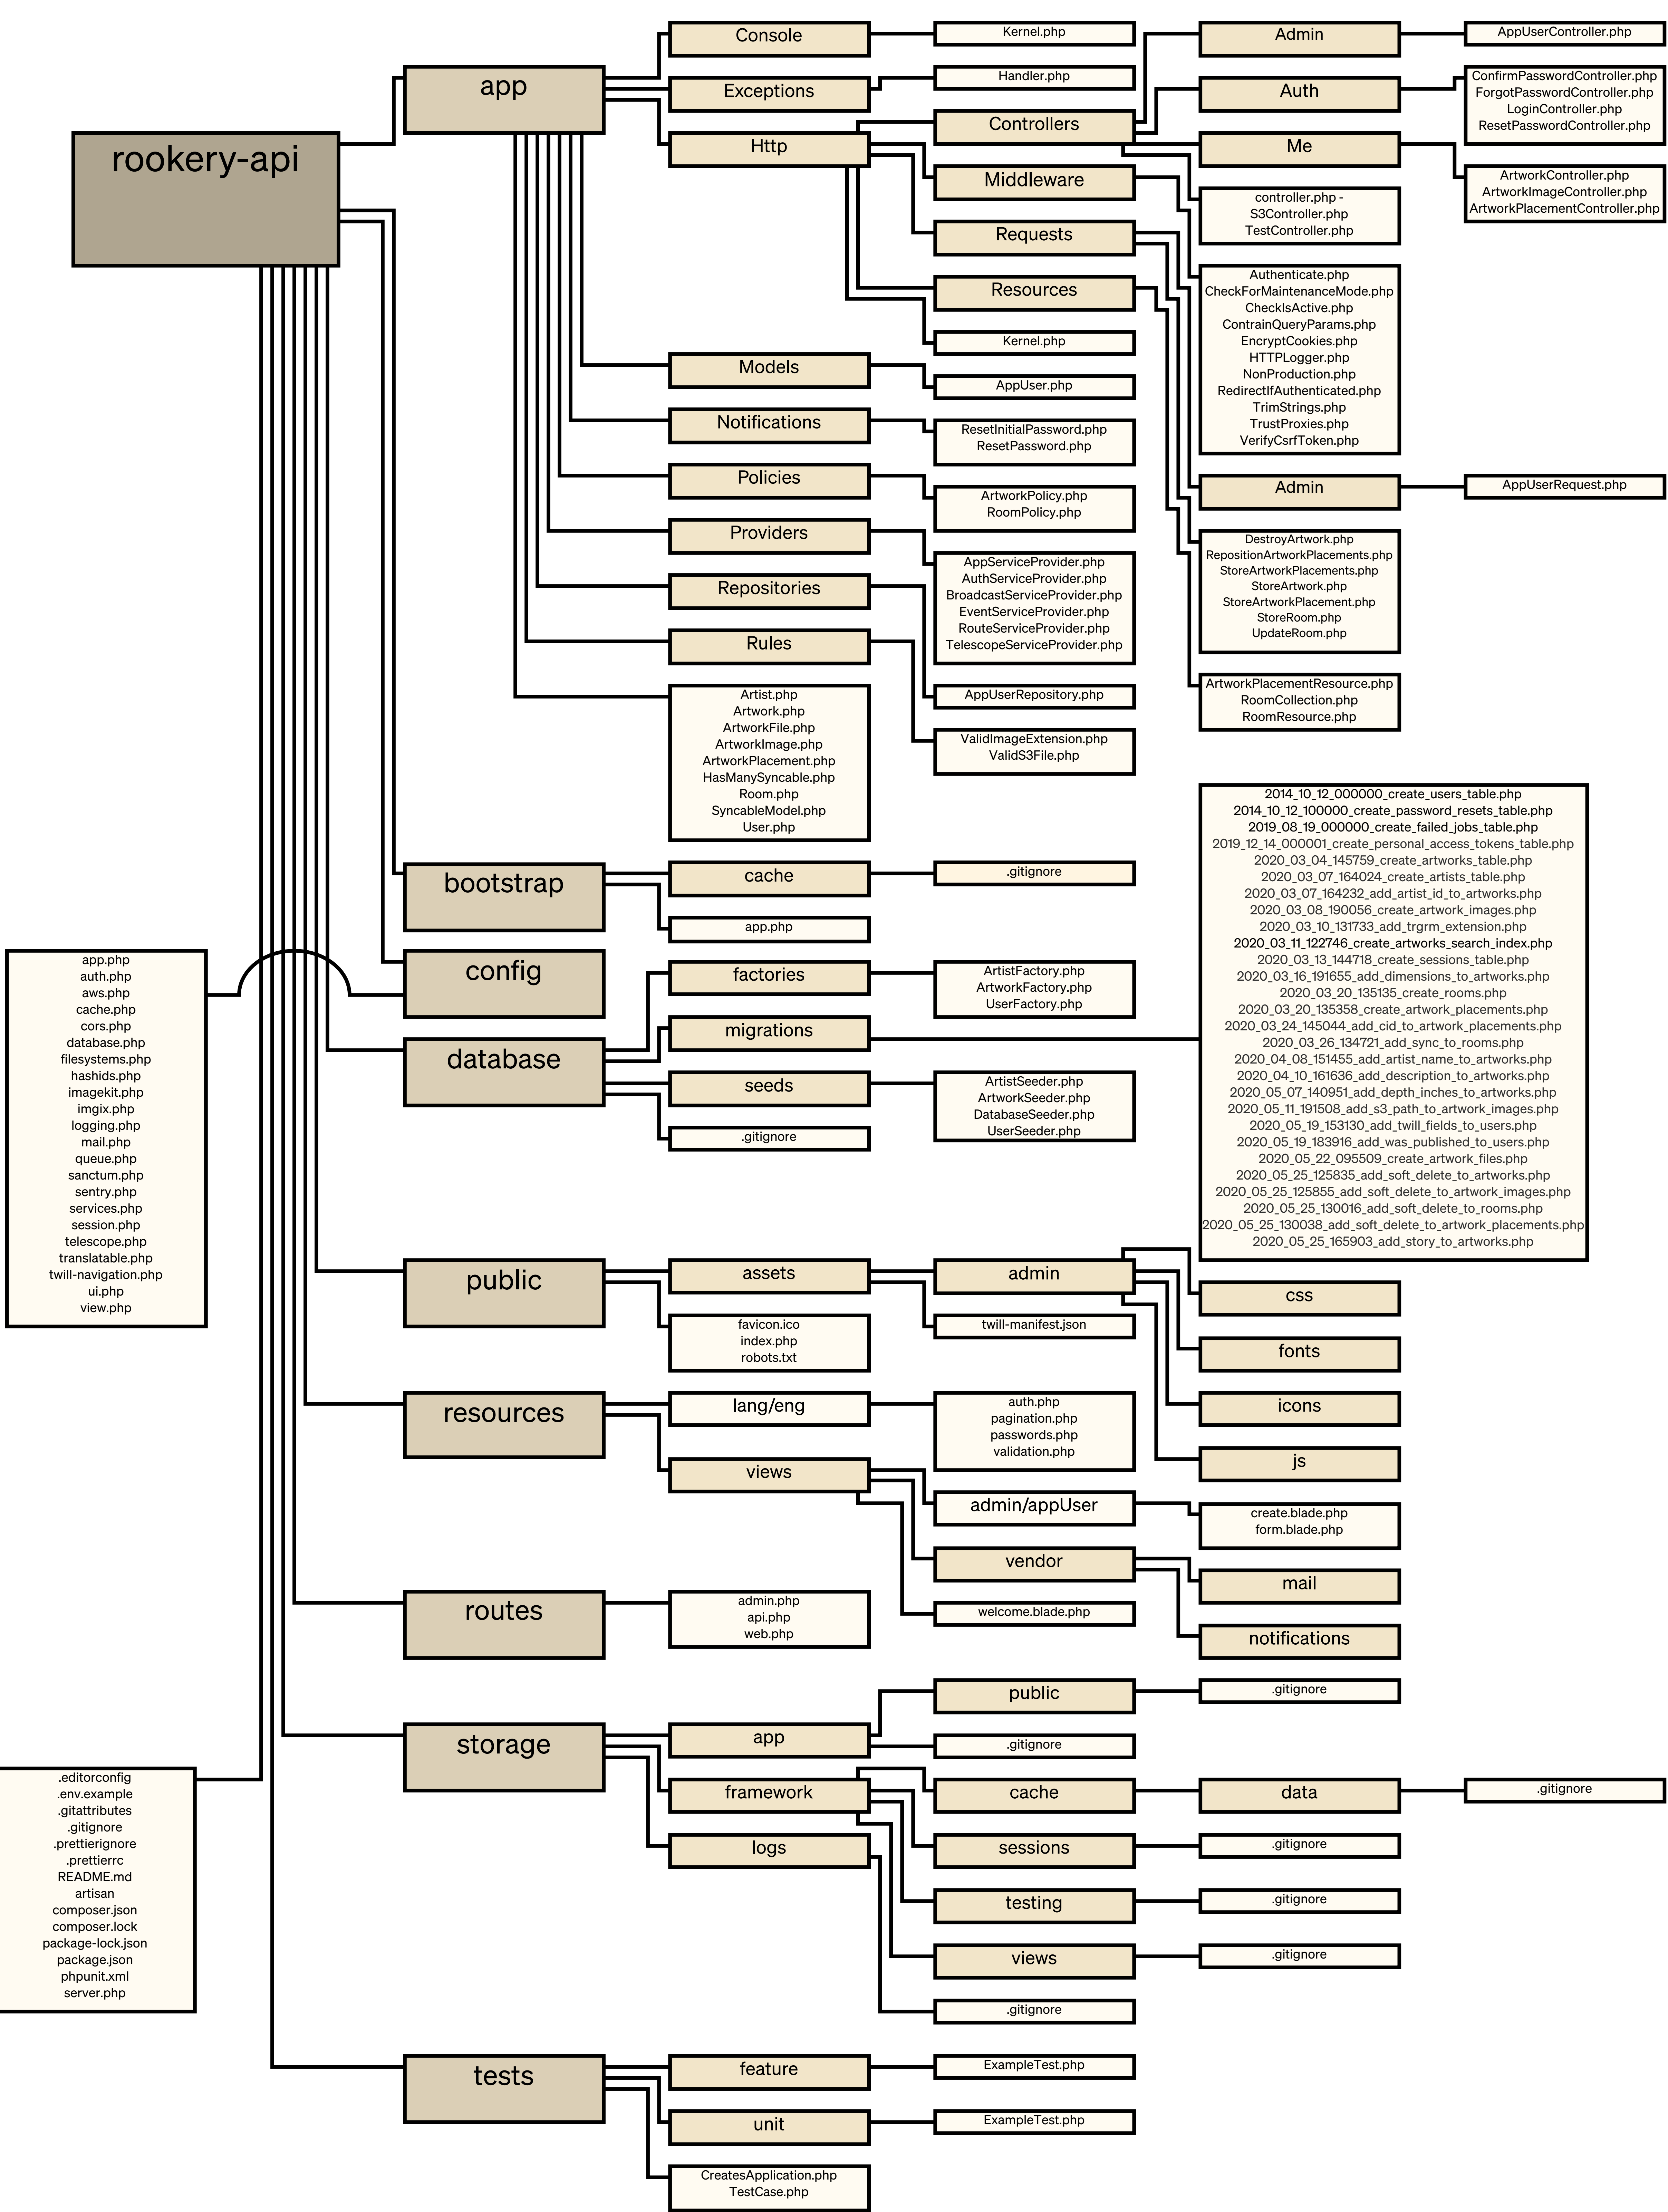 rookery-api
app
Console
Kernel.php
Exceptions
Handler.php
Http
Controllers
Admin
AppUserController.php
Auth
ConfirmPasswordController.php
ForgotPasswordController.php
LoginController.php
ResetPasswordController.php
Me
ArtworkController.php
ArtworkImageController.php
ArtworkPlacementController.php
controller.php -
S3Controller.php
TestController.php
Middleware
Authenticate.php
CheckForMaintenanceMode.php
CheckIsActive.php
ContrainQueryParams.php
EncryptCookies.php
HTTPLogger.php
NonProduction.php
RedirectIfAuthenticated.php
TrimStrings.php
TrustProxies.php
VerifyCsrfToken.php
Requests
Admin
AppUserRequest.php
DestroyArtwork.php
RepositionArtworkPlacements.php
StoreArtworkPlacements.php
StoreArtwork.php
StoreArtworkPlacement.php
StoreRoom.php
UpdateRoom.php
Resources
ArtworkPlacementResource.php
RoomCollection.php
RoomResource.php
Kernel.php
Models
AppUser.php
Notifications
ResetInitialPassword.php
ResetPassword.php
Policies
ArtworkPolicy.php
RoomPolicy.php
Providers
AppServiceProvider.php
AuthServiceProvider.php
BroadcastServiceProvider.php
EventServiceProvider.php
RouteServiceProvider.php
TelescopeServiceProvider.php
Repositories
AppUserRepository.php
Rules
ValidImageExtension.php
ValidS3File.php
Artist.php
Artwork.php
ArtworkFile.php
ArtworkImage.php
ArtworkPlacement.php
HasManySyncable.php
Room.php
SyncableModel.php
User.php
bootstrap
cache
.gitignore
app.php
config
app.php
auth.php
aws.php
cache.php
cors.php
database.php
filesystems.php
hashids.php
imagekit.php
imgix.php
logging.php
mail.php
queue.php
sanctum.php
sentry.php
services.php
session.php
telescope.php
translatable.php
twill-navigation.php
ui.php
view.php
database
factories
ArtistFactory.php
ArtworkFactory.php
UserFactory.php
migrations
2014_10_12_000000_create_users_table.php
2014_10_12_100000_create_password_resets_table.php
2019_08_19_000000_create_failed_jobs_table.php
2019_12_14_000001_create_personal_access_tokens_table.php
2020_03_04_145759_create_artworks_table.php
2020_03_07_164024_create_artists_table.php
2020_03_07_164232_add_artist_id_to_artworks.php
2020_03_08_190056_create_artwork_images.php
2020_03_10_131733_add_trgrm_extension.php
2020_03_11_122746_create_artworks_search_index.php
2020_03_13_144718_create_sessions_table.php
2020_03_16_191655_add_dimensions_to_artworks.php
2020_03_20_135135_create_rooms.php
2020_03_20_135358_create_artwork_placements.php
2020_03_24_145044_add_cid_to_artwork_placements.php
2020_03_26_134721_add_sync_to_rooms.php
2020_04_08_151455_add_artist_name_to_artworks.php
2020_04_10_161636_add_description_to_artworks.php
2020_05_07_140951_add_depth_inches_to_artworks.php
2020_05_11_191508_add_s3_path_to_artwork_images.php
2020_05_19_153130_add_twill_fields_to_users.php
2020_05_19_183916_add_was_published_to_users.php
2020_05_22_095509_create_artwork_files.php
2020_05_25_125835_add_soft_delete_to_artworks.php
2020_05_25_125855_add_soft_delete_to_artwork_images.php
2020_05_25_130016_add_soft_delete_to_rooms.php
2020_05_25_130038_add_soft_delete_to_artwork_placements.php
2020_05_25_165903_add_story_to_artworks.php
seeds
ArtistSeeder.php
ArtworkSeeder.php
DatabaseSeeder.php
UserSeeder.php
.gitignore
public
assets
admin
css
fonts
icons
js
twill-manifest.json
favicon.ico
index.php
robots.txt
resources
lang/eng
auth.php
pagination.php
passwords.php
validation.php
views
admin/appUser
create.blade.php
form.blade.php
vendor
mail
notifications
welcome.blade.php
routes
admin.php
api.php
web.php
storage
app
public
.gitignore
.gitignore
framework
cache
data
.gitignore
sessions
.gitignore
testing
.gitignore
views
.gitignore
logs
.gitignore
.editorconfig
.env.example
.gitattributes
.gitignore
.prettierignore
.prettierrc
README.md
artisan
composer.json
composer.lock
package-lock.json
package.json
phpunit.xml
server.php
tests
feature
ExampleTest.php
unit
ExampleTest.php
CreatesApplication.php
TestCase.php